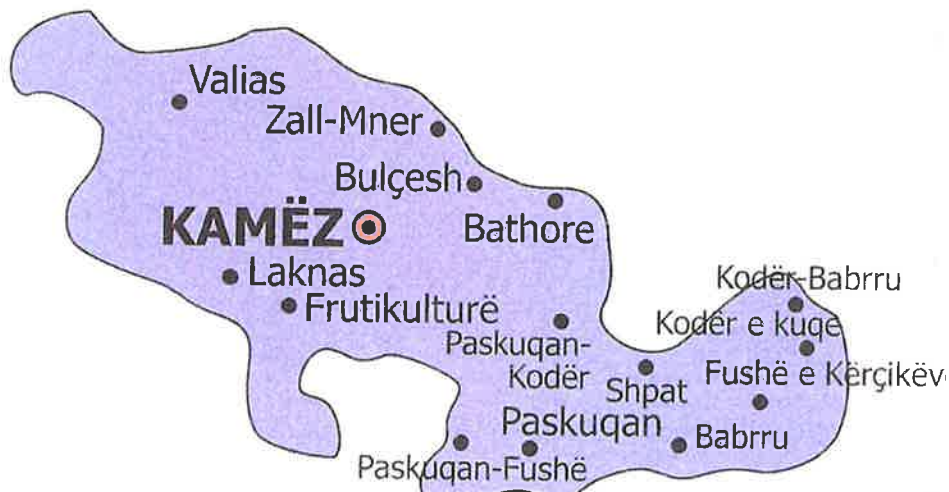 Valias
Zall-Mner
Bulçesh
KAMËZ
Bathore
Laknas
Frutikulturë
Kodër-Babrru
Kodër e kuqe
Paskuqan-
Kodër
Shpat
Fushë e Kërçikëve
Paskuqan
Babrru
Paskuqan-Fushë